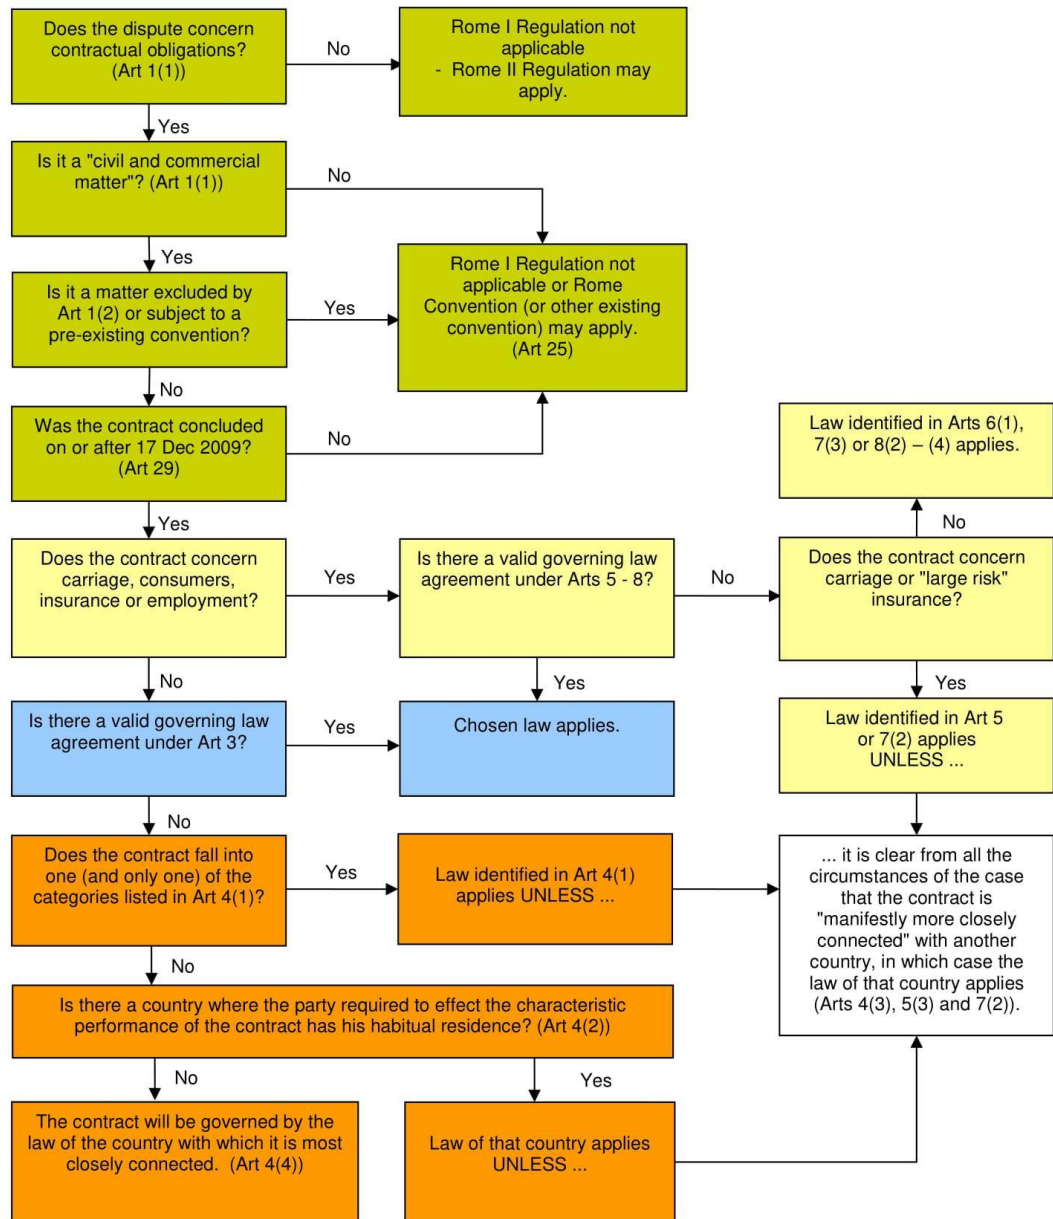 Does the dispute concern
contractual obligations?
(Art 1(1))
No
Rome I Regulation not
applicable
- Rome II Regulation may
apply.
Yes
Is it a "civil and commercial
matter"? (Art 1(1))
No
Yes
Is it a matter excluded by
Art 1(2) or subject to a
pre-existing convention?
Yes
Rome I Regulation not
applicable or Rome
Convention (or other existing
convention) may apply.
(Art 25)
No
Was the contract concluded
on or after 17 Dec 2009?
(Art 29)
No
Law identified in Arts 6(1),
7(3) or 8(2) – (4) applies.
Yes
No
Does the contract concern
carriage, consumers,
insurance or employment?
Yes
Is there a valid governing law
agreement under Arts 5 - 8?
No
Does the contract concern
carriage or "large risk"
insurance?
No
Yes
Yes
Is there a valid governing law
agreement under Art 3?
Yes
Chosen law applies.
Law identified in Art 5
or 7(2) applies
UNLESS ...
No
Does the contract fall into
one (and only one) of the
categories listed in Art 4(1)?
Yes
Law identified in Art 4(1)
applies UNLESS ...
... it is clear from all the
circumstances of the case
that the contract is
"manifestly more closely
connected" with another
country, in which case the
law of that country applies
(Arts 4(3), 5(3) and 7(2)).
No
Is there a country where the party required to effect the characteristic
performance of the contract has his habitual residence? (Art 4(2))
No
Yes
The contract will be governed by the
law of the country with which it is most
closely connected. (Art 4(4))
Law of that country applies
UNLESS ...